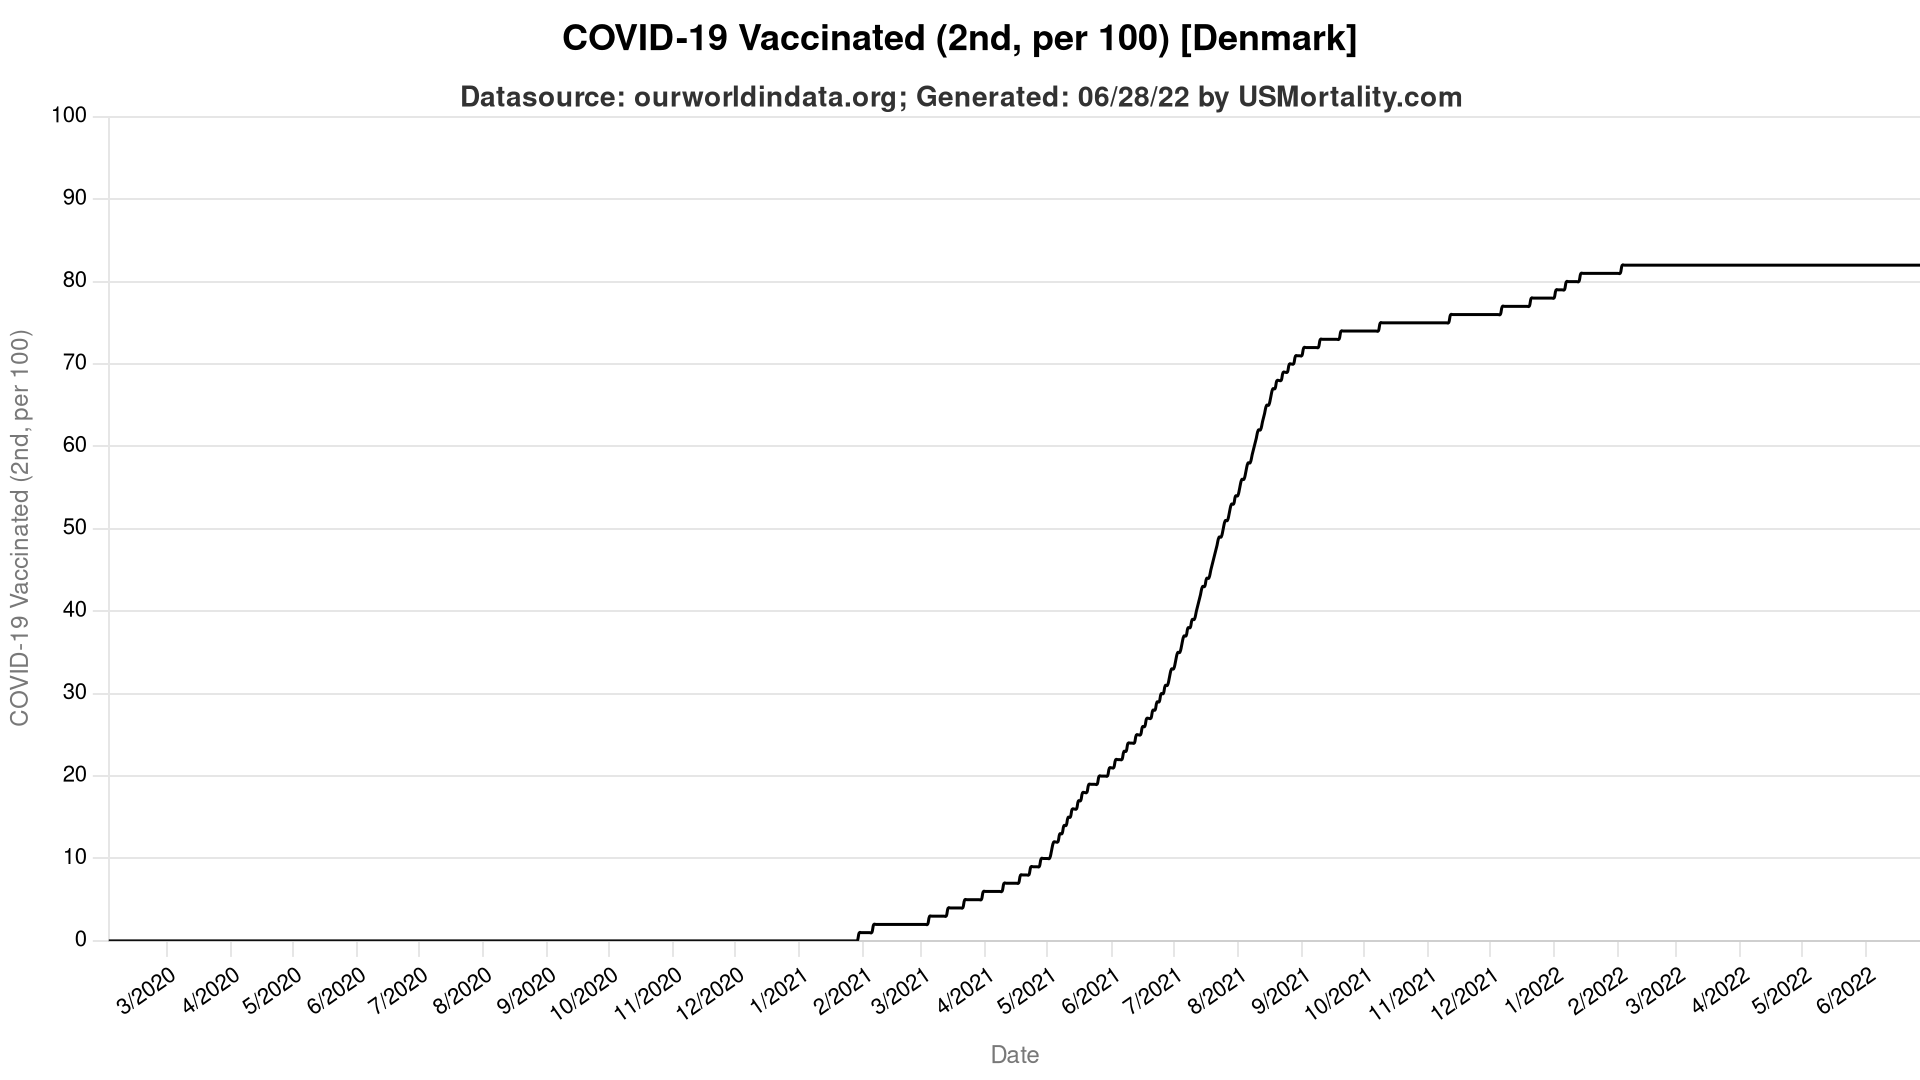 COVID-19 Vaccinated (2nd, per 100) [Denmark]
Datasource: ourworldindata.org; Generated: 06/28/22 by USMortality.com
100
90
80
70
60
50
40
30
20
10
0
COVID-19 Vaccinated (2nd, per 100)
3/2020 4/2020 5/2020 6/2020 7/2020 8/2020 9/2020 10/2020 11/2020 12/2020 1/2021 2/2021 3/2021 4/2021 5/2021 6/2021 7/2021 8/2021 9/2021 10/2021 11/2021 12/2021 1/2022 2/2022 3/2022 4/2022 5/2022 6/2022
Date